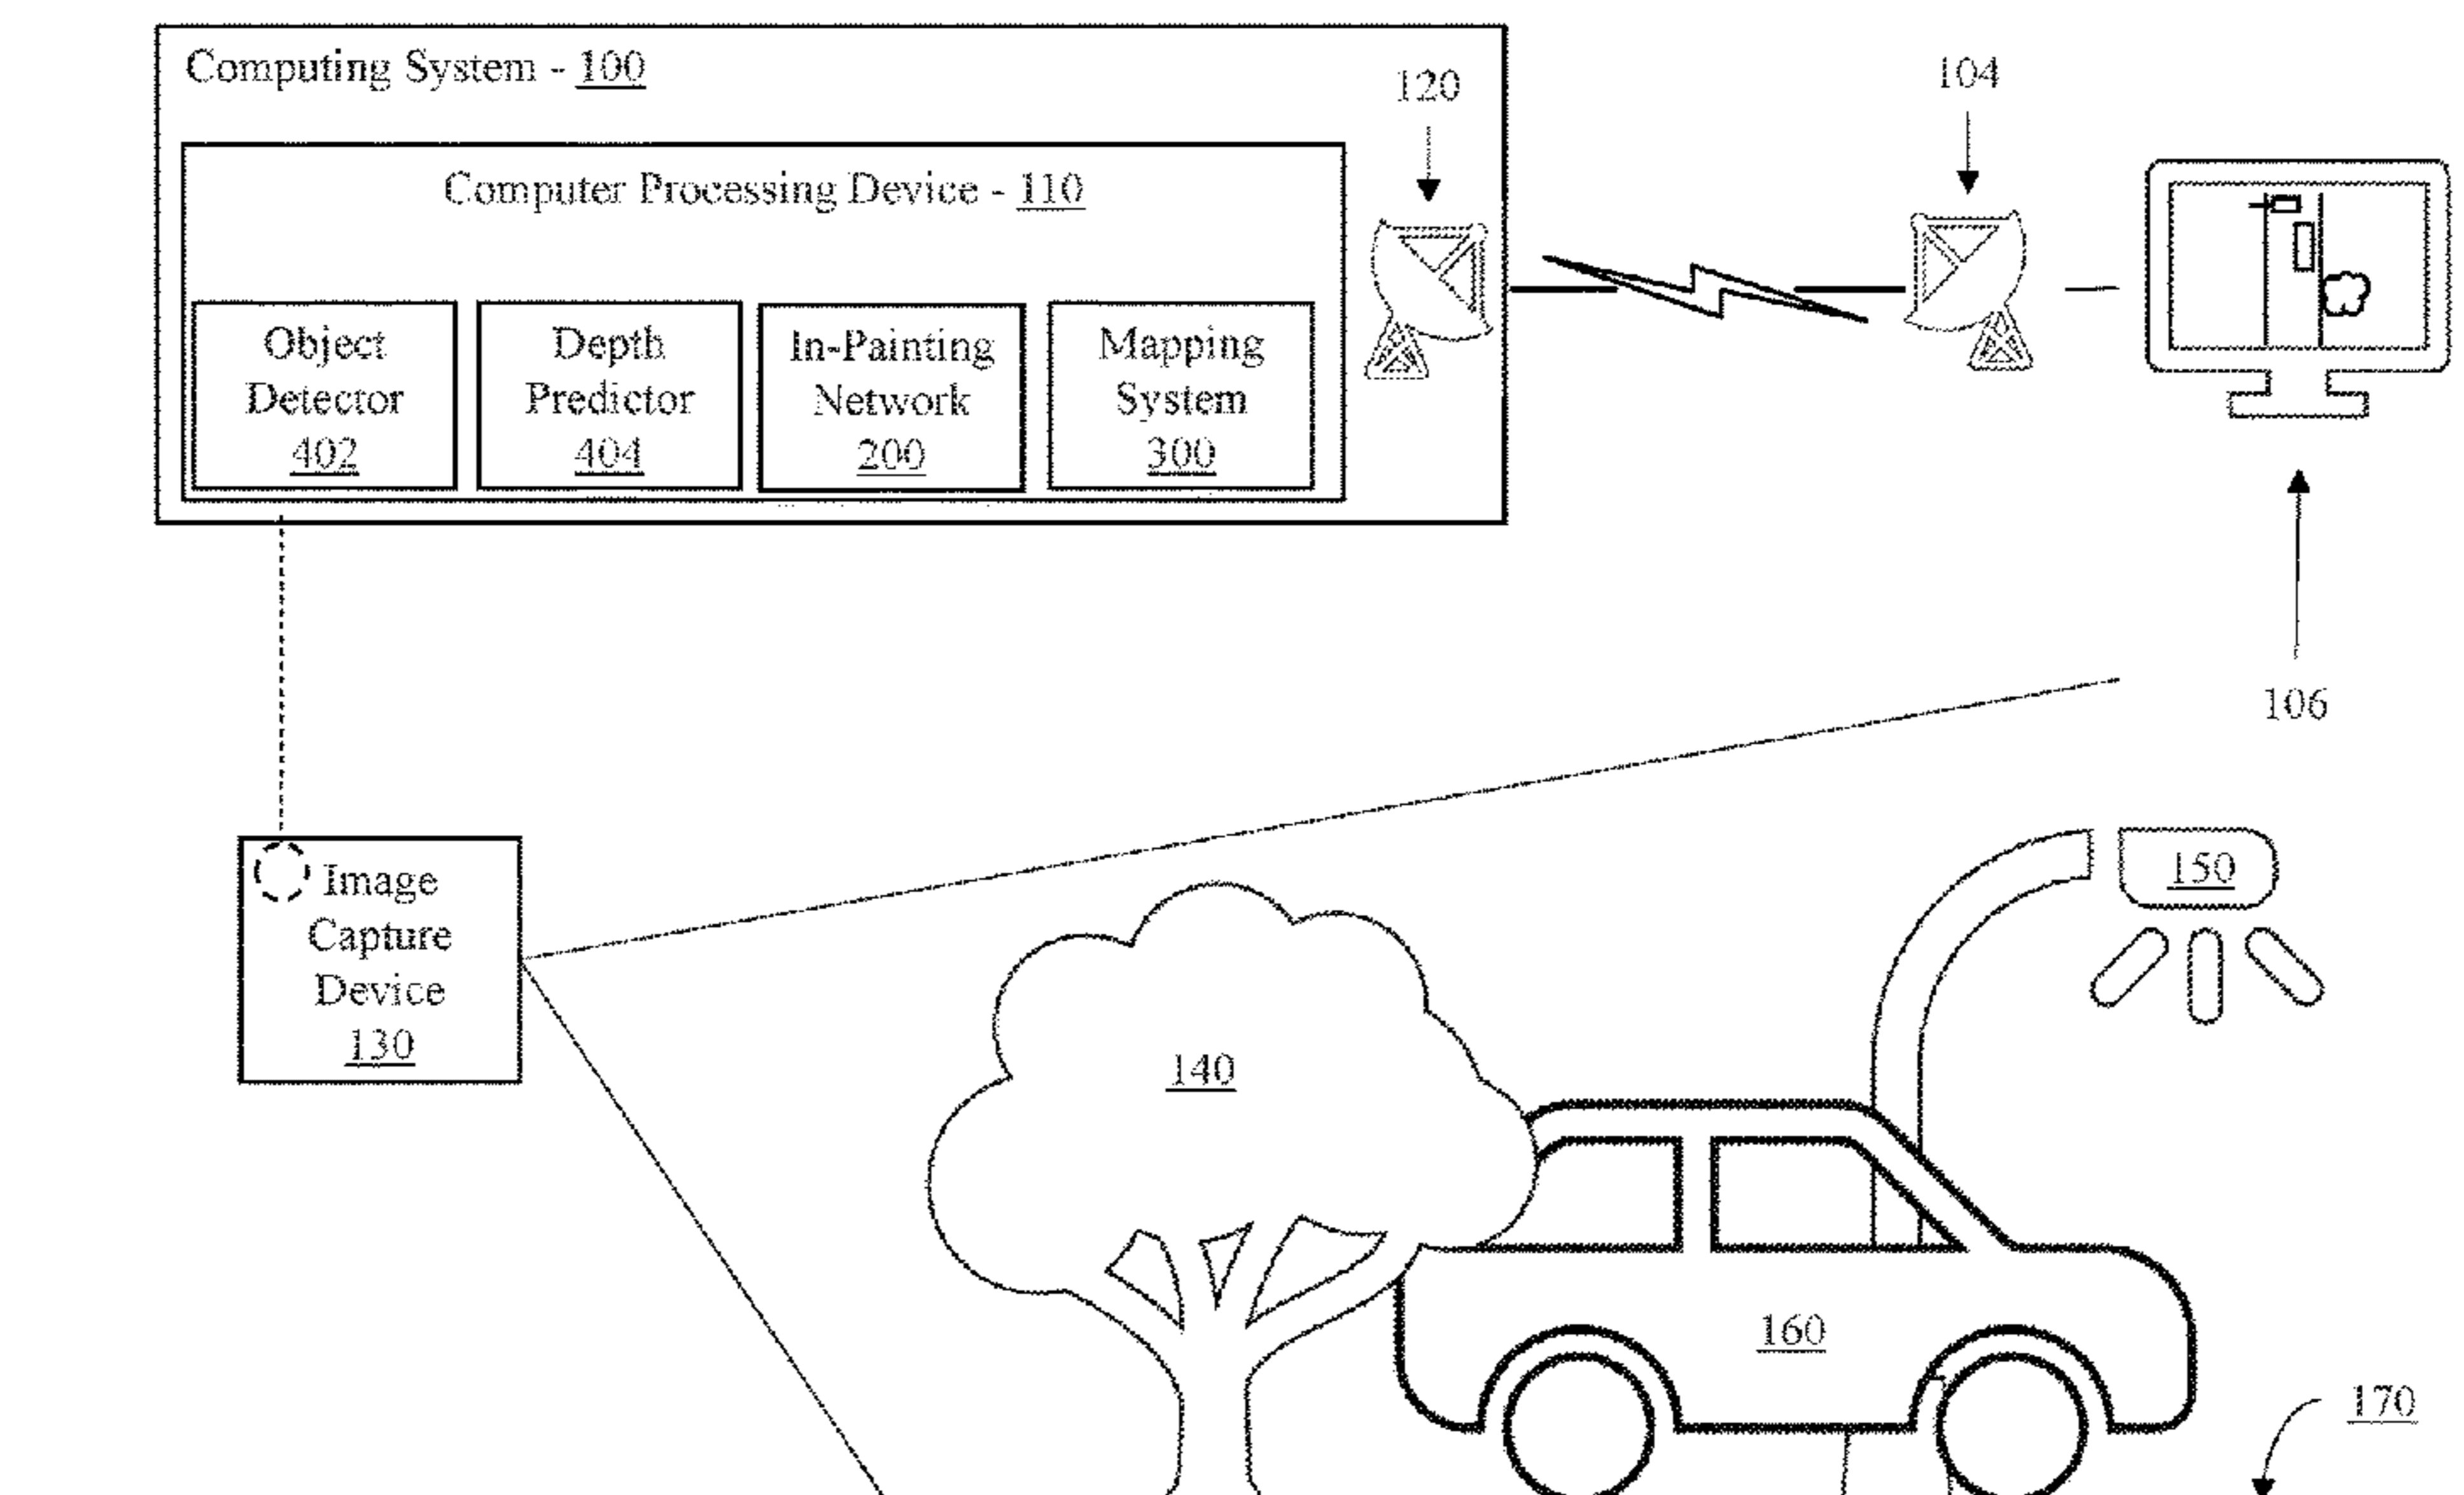 Computing System - 100
120
104
Computer Processing Device - 110
Object
Detector
402
Depth
Predictor
404
In-Painting
Network
200
Mapping
System
300
106
Image
Capture
Device
130
150
140
160
170